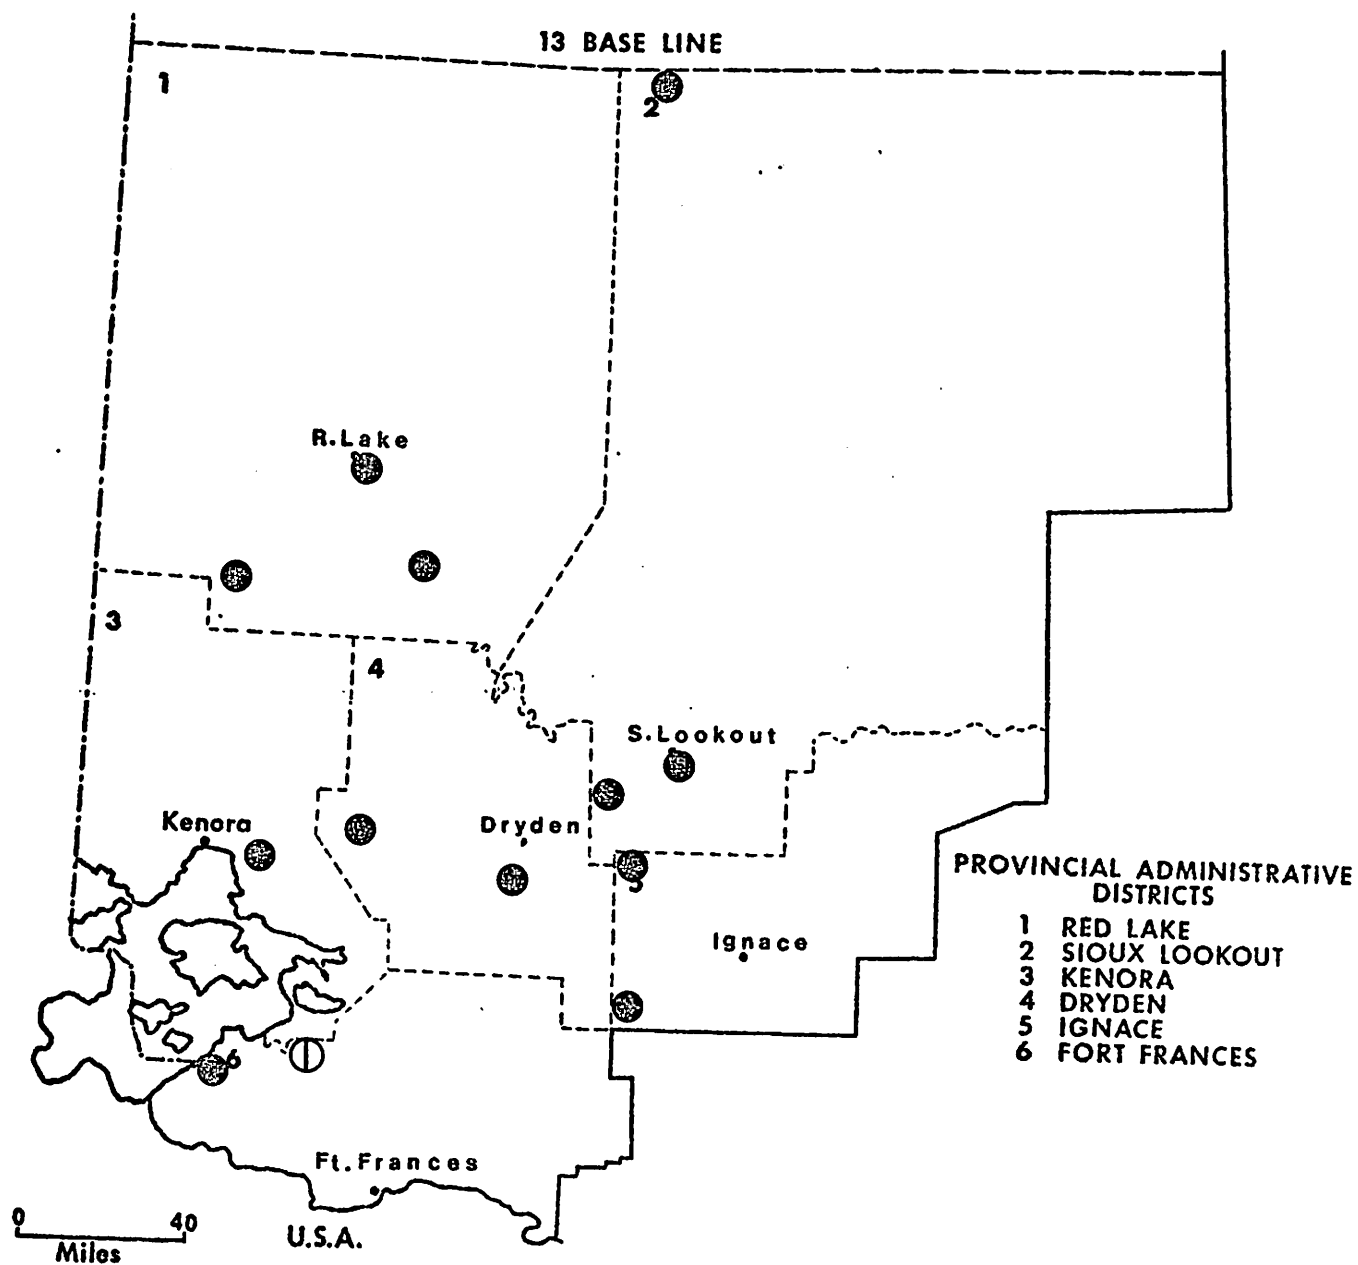 13 BASE LINE
1
2
R.Lake
3
4
S.Lookout
Kenora
Dryden
5
Ignace
6
Ft.Frances
U.S.A.
0 40
Miles
PROVINCIAL ADMINISTRATIVE
DISTRICTS
1 RED LAKE
2 SIOUX LOOKOUT
3 KENORA
4 DRYDEN
5 IGNACE
6 FORT FRANCES